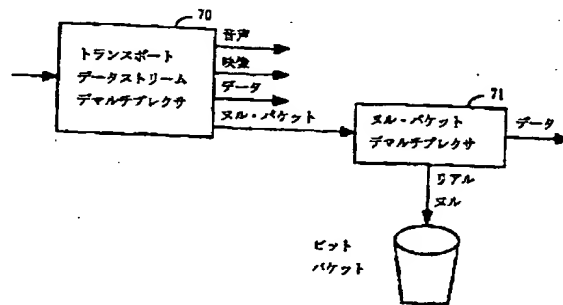 70
トランスポート
データストリーム
デマルチプレクサ
音声
映像
データ
ヌル・パケット
71
ヌル・パケット
デマルチプレクサ
データ
リアル
ヌル
ビット
バケット